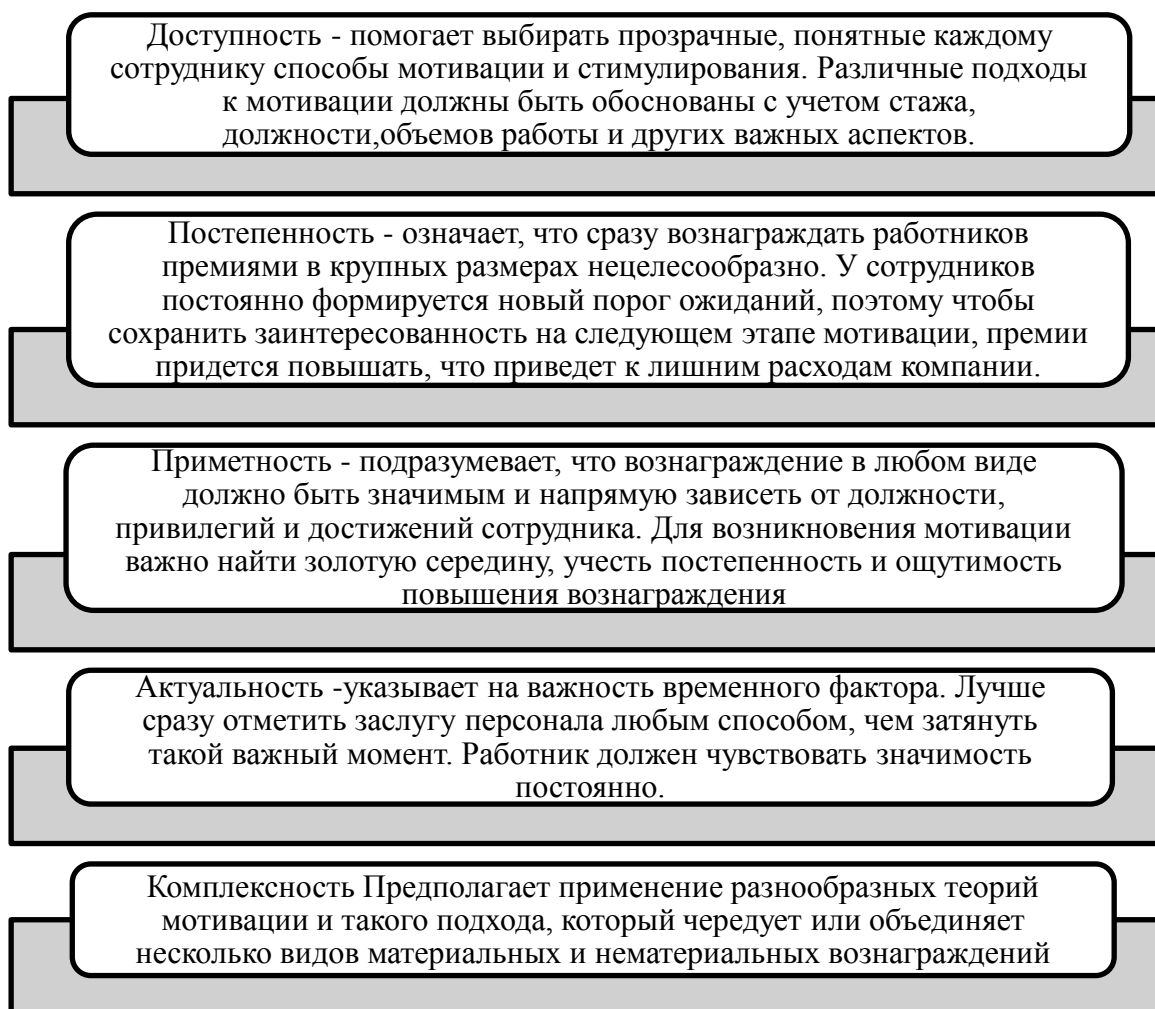 Доступность - помогает выбирать прозрачные, понятные каждому
сотруднику способы мотивации и стимулирования. Различные подходы
к мотивации должны быть обоснованы с учетом стажа,
должности,объемов работы и других важных аспектов.
Постепенность - означает, что сразу вознаграждать работников
премиями в крупных размерах нецелесообразно. У сотрудников
постоянно формируется новый порог ожиданий, поэтому чтобы
сохранить заинтересованность на следующем этапе мотивации, премии
придется повышать, что приведет к лишним расходам компании.
Приметность - подразумевает, что вознаграждение в любом виде
должно быть значимым и напрямую зависеть от должности,
привилегий и достижений сотрудника. Для возникновения мотивации
важно найти золотую середину, учесть постепенность и ощутимость
повышения вознаграждения
Актуальность -указывает на важность временного фактора. Лучше
сразу отметить заслугу персонала любым способом, чем затянуть
такой важный момент. Работник должен чувствовать значимость
постоянно.
Комплексность Предполагает применение разнообразных теорий
мотивации и такого подхода, который чередует или объединяет
несколько видов материальных и нематериальных вознаграждений